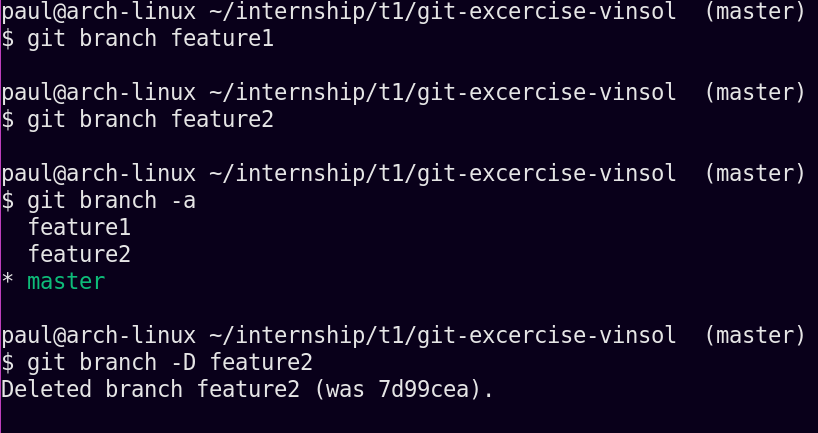 paul@arch-linux ~/internship/t1/git-excercise-vinsol  (master)
$ git branch feature1
paul@arch-linux ~/internship/t1/git-excercise-vinsol  (master)
$ git branch feature2
paul@arch-linux ~/internship/t1/git-excercise-vinsol  (master)
$ git branch -a
  feature1
  feature2
* master
paul@arch-linux ~/internship/t1/git-excercise-vinsol  (master)
$ git branch -D feature2
Deleted branch feature2 (was 7d99cea).